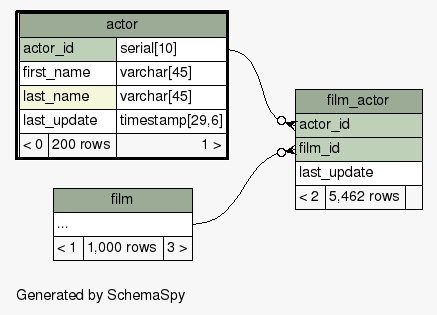 actor
actor_id serial[10]
first_name varchar[45]
last_name varchar[45]
last_update timestamp[29,6]
< 0 200 rows 1 >
film_actor
actor_id
film_id
last_update
< 2 5,462 rows
film
...
< 1 1,000 rows 3 >
Generated by SchemaSpy